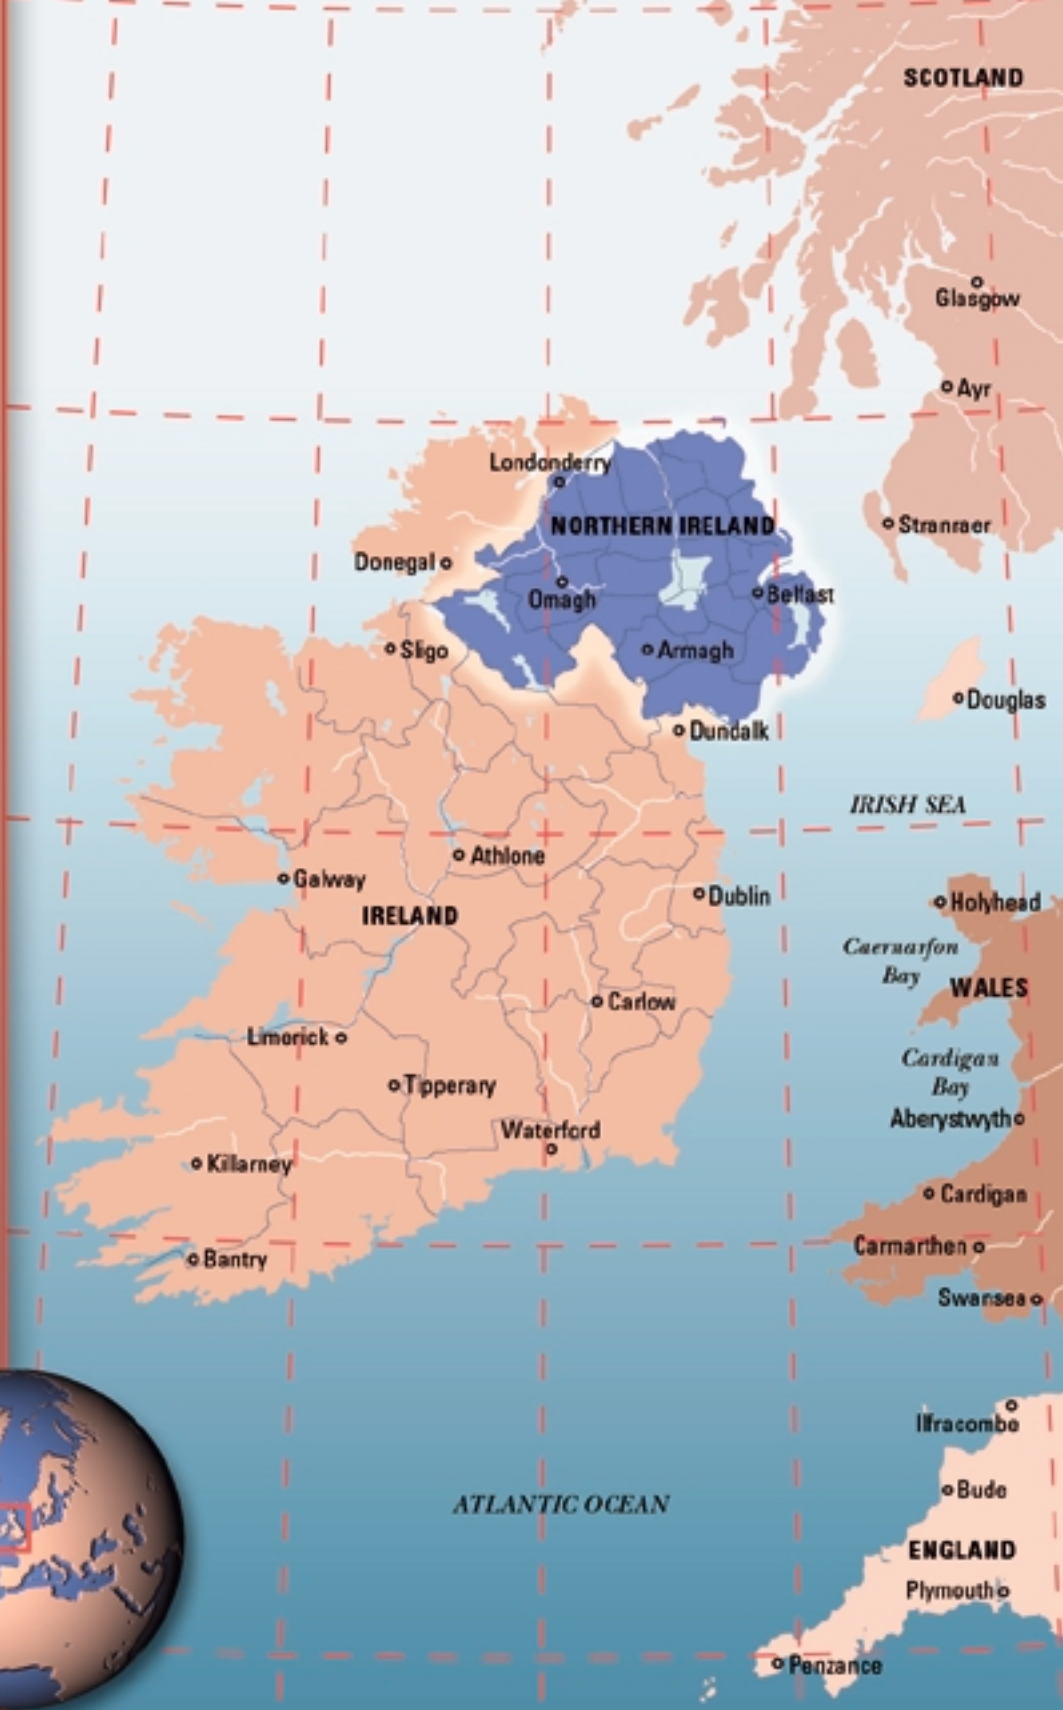 SCOTLAND
Glasgow
Ayr
Londonderry
NORTHERN IRELAND
Stranraer
Donegal
Omagh
Belfast
Sligo
Armagh
Douglas
Dundalk
IRISH SEA
Athlone
Galway
Dublin
Holyhead
IRELAND
Caernarfon
Bay
WALES
Carlow
Limerick
Cardigan
Bay
Tipperary
Aberystwyth
Waterford
Killarney
Cardigan
Carmarthen
Bantry
Swansea
Ilfracombe
Bude
ATLANTIC OCEAN
ENGLAND
Plymouth
Penzance